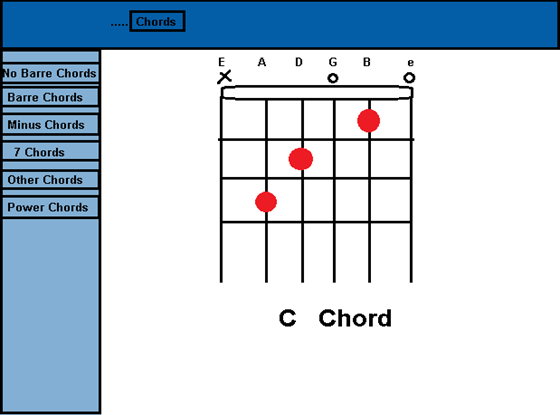 .....Chords
No Barre Chords
Barre Chords
Minus Chords
7 Chords
Other Chords
Power Chords
E A D G B e
C Chord